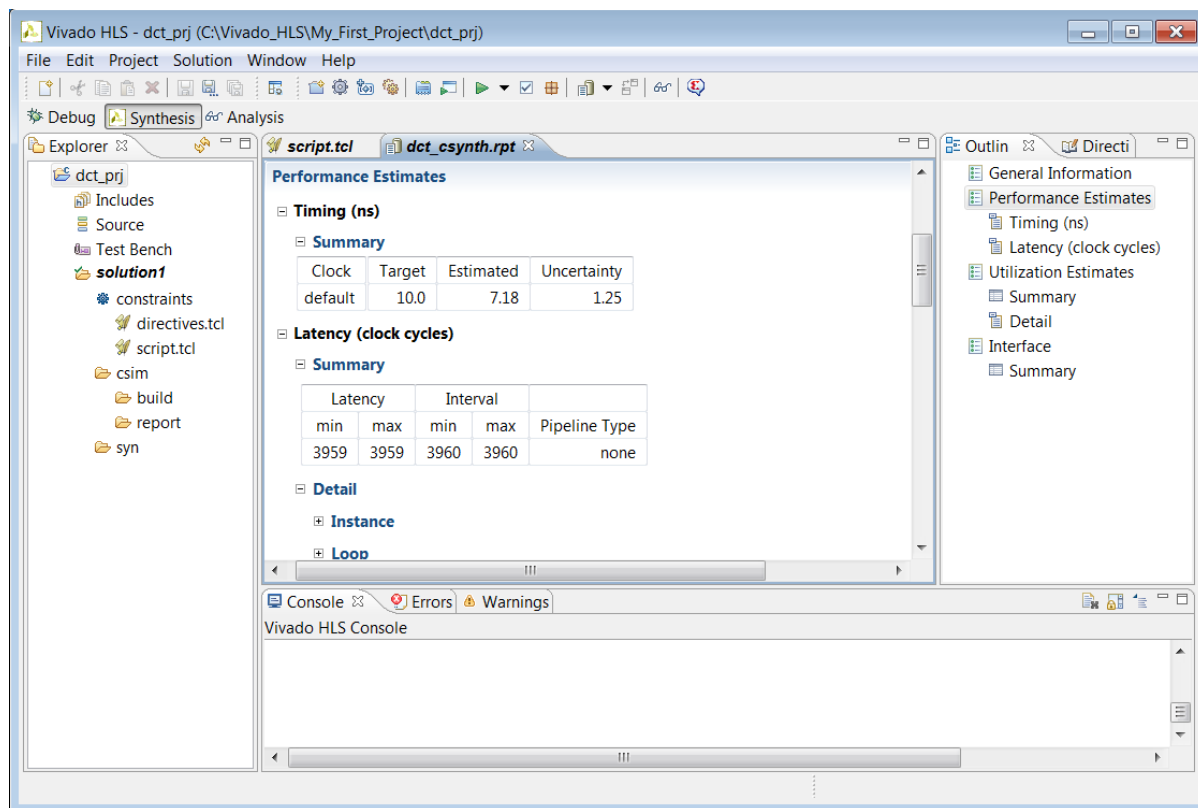 Vivado HLS - dct_prj (C:\Vivado_HLS\My_First_Project\dct_prj)
File Edit Project Solution Window Help
Debug Synthesis Analysis
Explorer
dct_prj
Includes
Source
Test Bench
solution1
constraints
directives.tcl
script.tcl
csim
build
report
syn
script.tcl dct_csynth.rpt
Performance Estimates
Timing (ns)
Summary
Clock Target Estimated Uncertainty
default 10.0 7.18 1.25
Latency (clock cycles)
Summary
Latency Interval
min max min max Pipeline Type
3959 3959 3960 3960 none
Detail
Instance
Loop
Outlin Directi
General Information
Performance Estimates
Timing (ns)
Latency (clock cycles)
Utilization Estimates
Summary
Detail
Interface
Summary
Console Errors Warnings
Vivado HLS Console